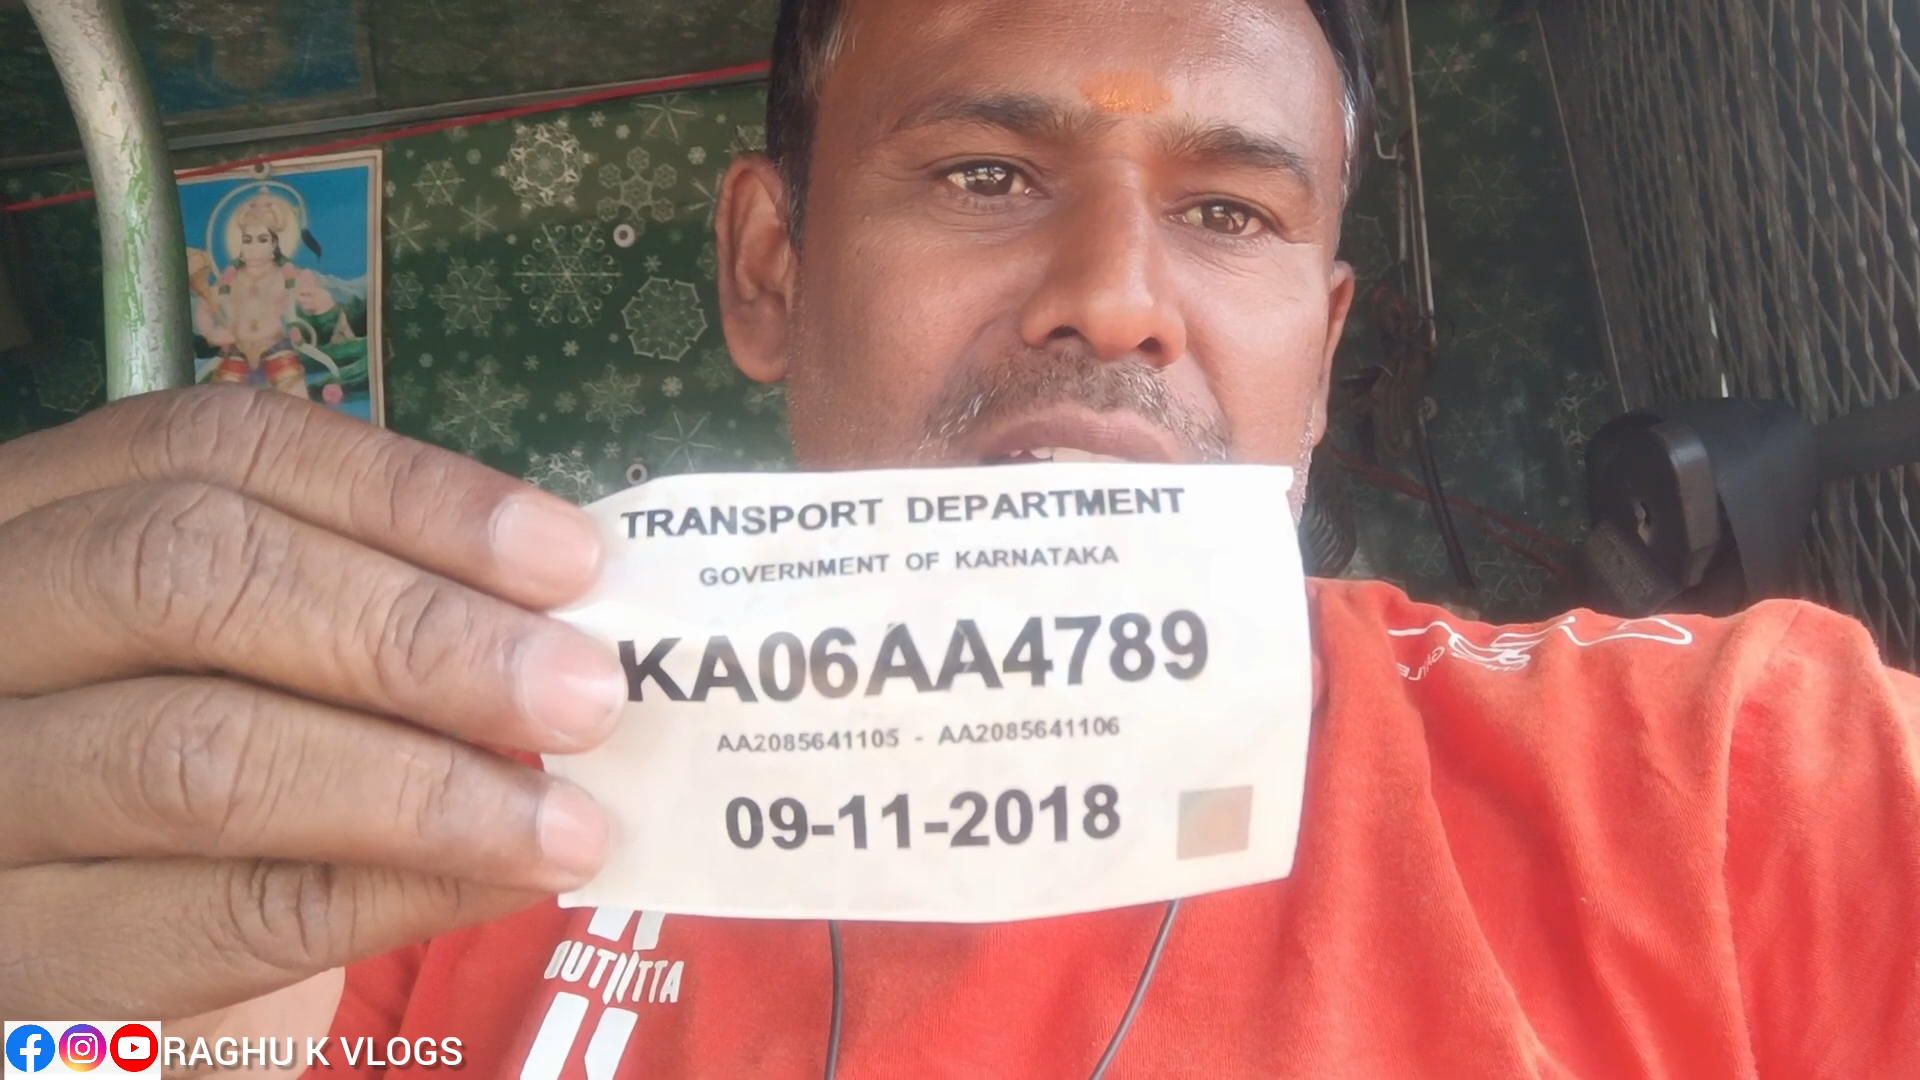 TRANSPORT DEPARTMENT
GOVERNMENT OF KARNATAKA
KA06AA4789
AA2085641105 - AA2085641106
09-11-2018
RAGHU K VLOGS